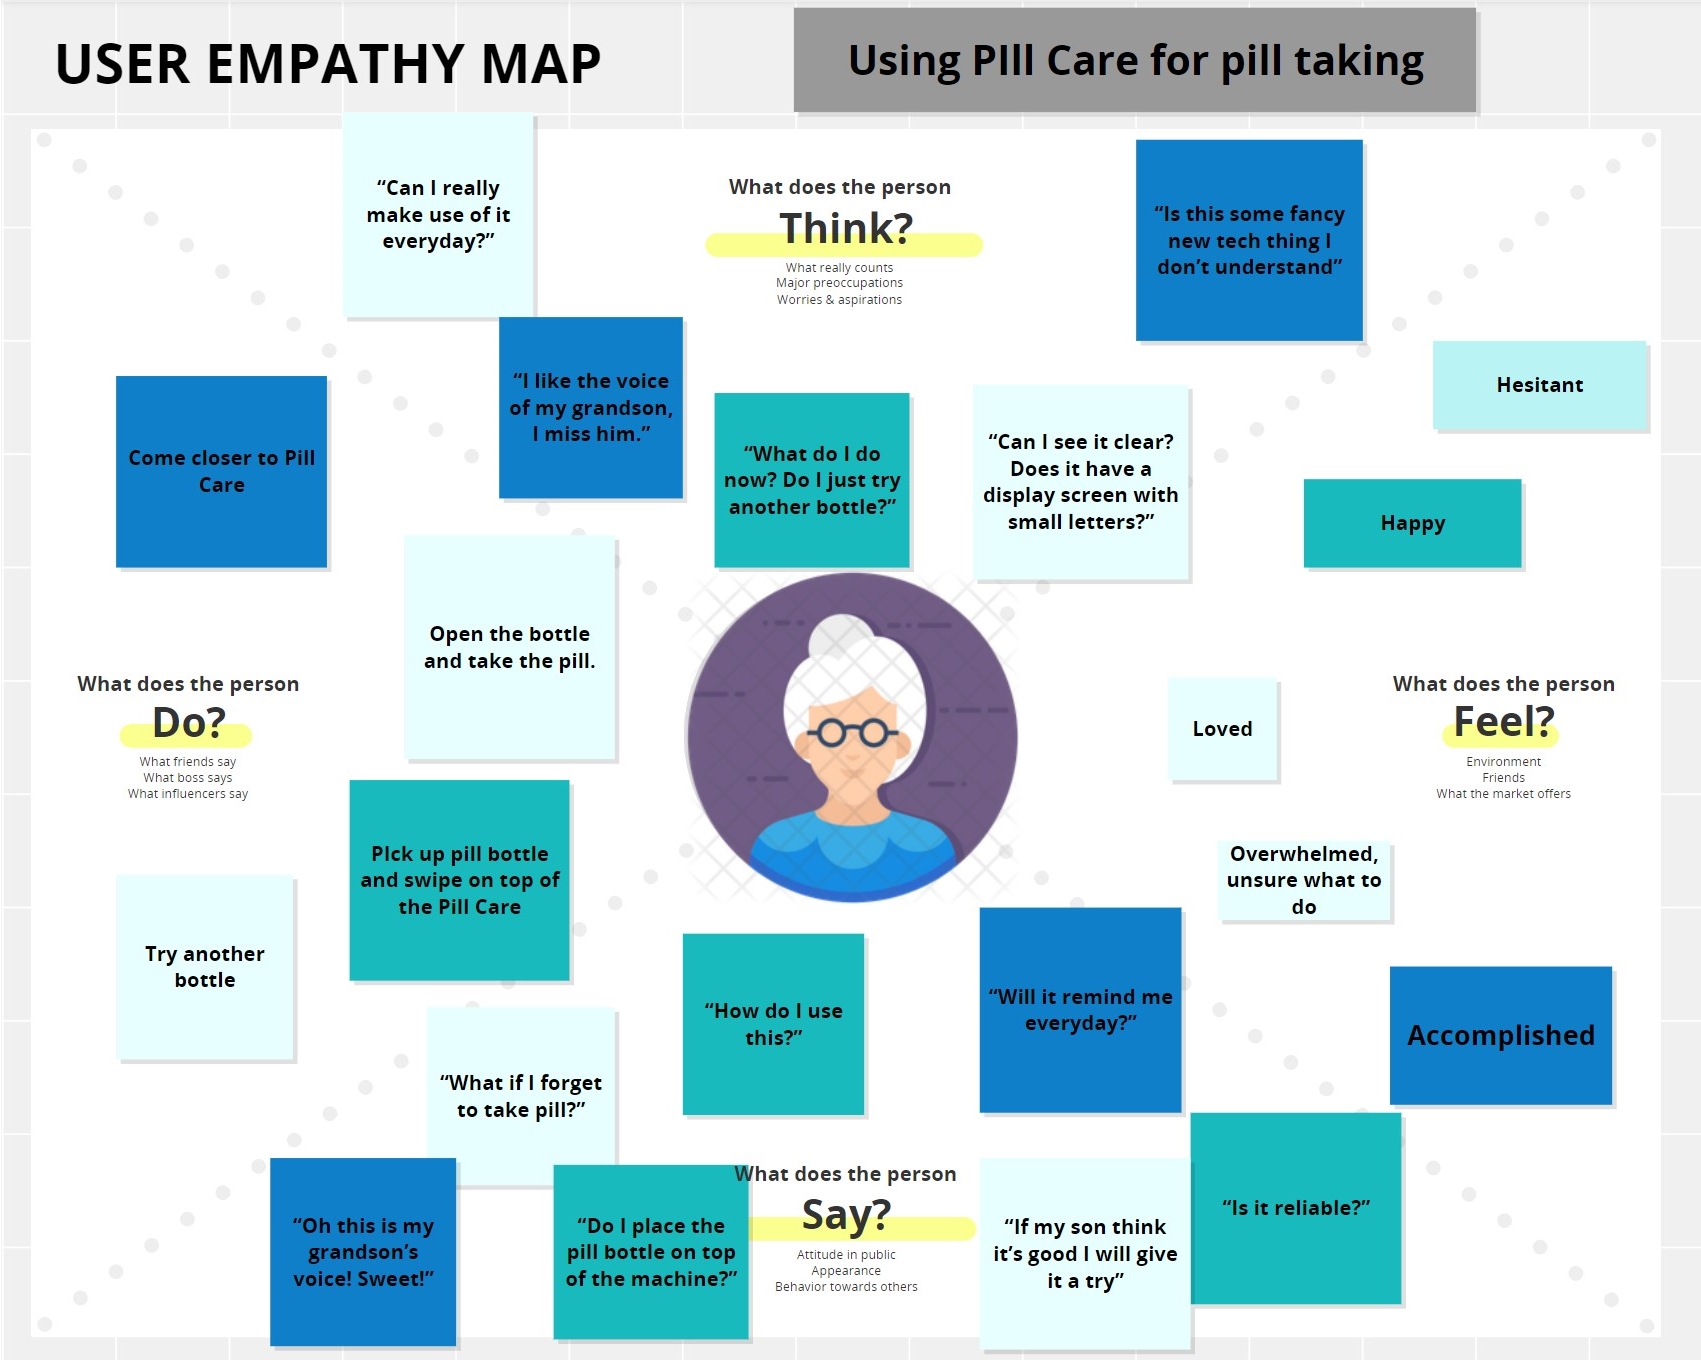 USER EMPATHY MAP
Using PIll Care for pill taking
“Can I really
make use of it
everyday?”
What does the person
Think?
What really counts
Major preoccupations
Worries & aspirations
“Is this some fancy
new tech thing I
don’t understand”
Hesitant
“I like the voice
of my grandson,
I miss him.”
Come closer to Pill
Care
“What do I do
now? Do I just try
another bottle?”
“Can I see it clear?
Does it have a
display screen with
small letters?”
Happy
Open the bottle
and take the pill.
What does the person
Do?
What friends say
What boss says
What influencers say
Loved
What does the person
Feel?
Environment
Friends
What the market offers
PIck up pill bottle
and swipe on top of
the Pill Care
Overwhelmed,
unsure what to
do
Try another
bottle
“How do I use
this?”
“Will it remind me
everyday?”
Accomplished
“What if I forget
to take pill?”
“Oh this is my
grandson’s
voice! Sweet!”
“Do I place the
pill bottle on top
of the machine?”
What does the person
Say?
Attitude in public
Appearance
Behavior towards others
“If my son think
it’s good I will give
it a try”
“Is it reliable?”